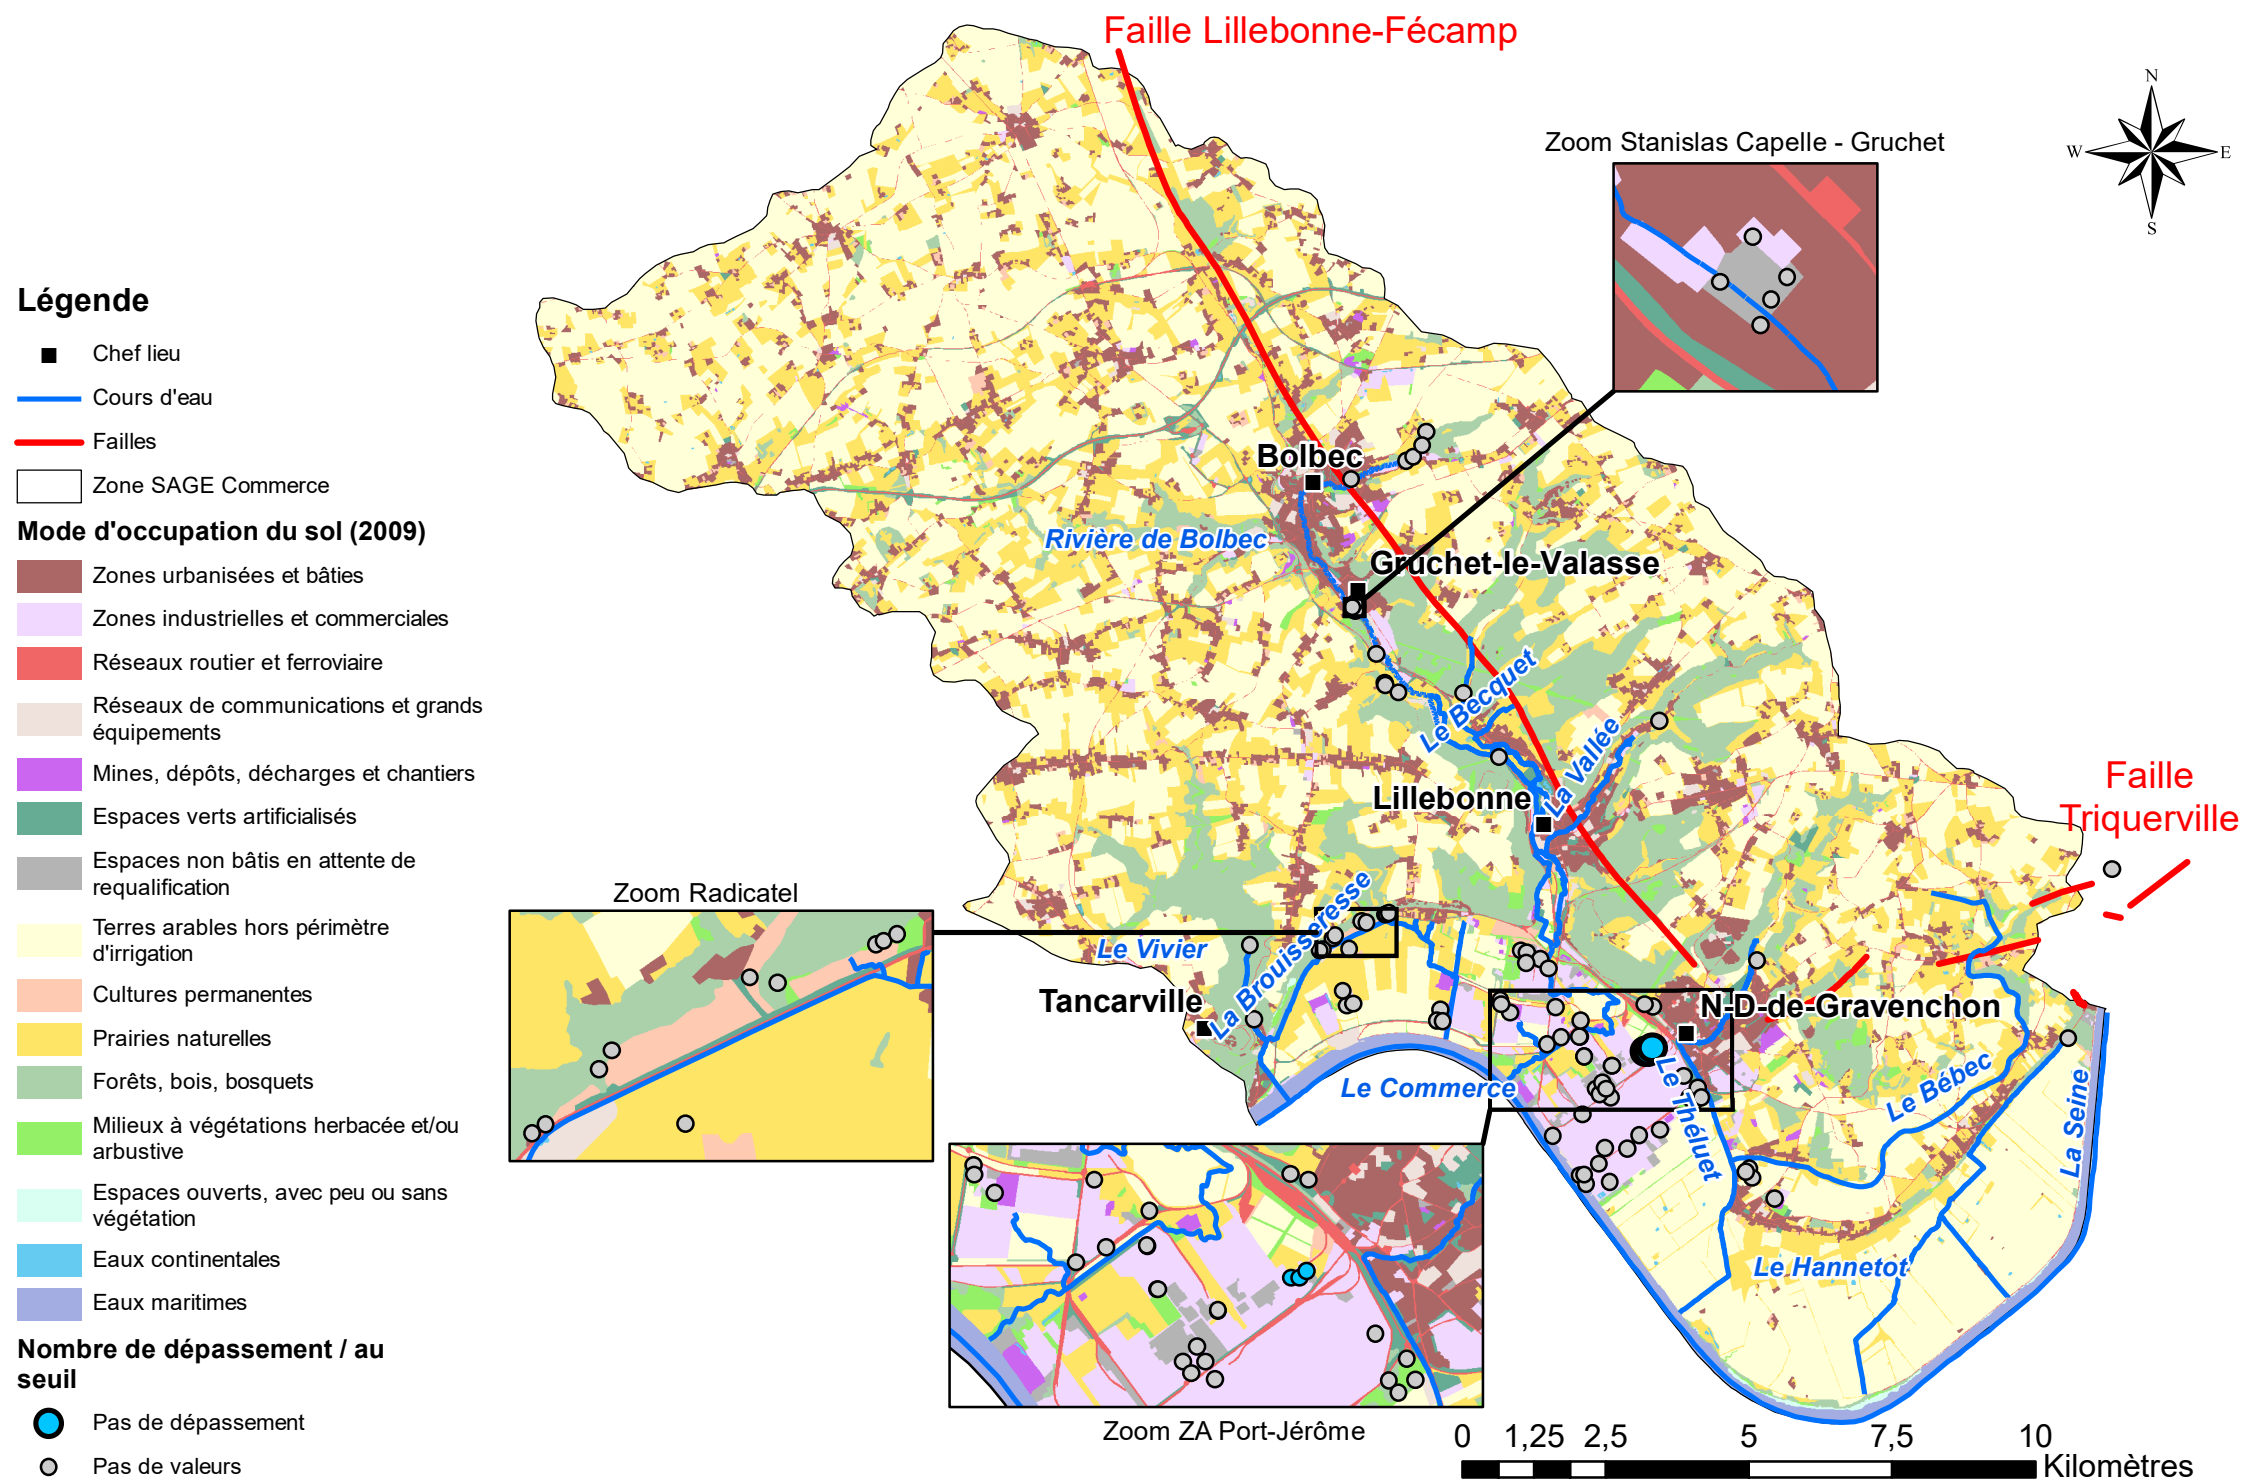 Faille Lillebonne-Fécamp
N
W
E
S
Zoom Stanislas Capelle - Gruchet
Légende
Chef lieu
Cours d'eau
Failles
Zone SAGE Commerce
Mode d'occupation du sol (2009)
Zones urbanisées et bâties
Zones industrielles et commerciales
Réseaux routier et ferroviaire
Réseaux de communications et grands
équipements
Mines, dépôts, décharges et chantiers
Espaces verts artificialisés
Espaces non bâtis en attente de
requalification
Terres arables hors périmètre
d'irrigation
Cultures permanentes
Prairies naturelles
Forêts, bois, bosquets
Milieux à végétations herbacée et/ou
arbustive
Espaces ouverts, avec peu ou sans
végétation
Eaux continentales
Eaux maritimes
Nombre de dépassement / au
seuil
Pas de dépassement
Pas de valeurs
Bolbec
Rivière de Bolbec
Gruchet-le-Valasse
Le Becquet
La Vallée
Lillebonne
Faille
Triquerville
Zoom Radicatel
Le Vivier
La Brouisseresse
Tancarville
N-D-de-Gravenchon
Le Commerce
Le Théluet
Le Bébec
La Seine
Le Hannetot
Zoom ZA Port-Jérôme
0 1,25 2,5 5 7,5 10
Kilomètres